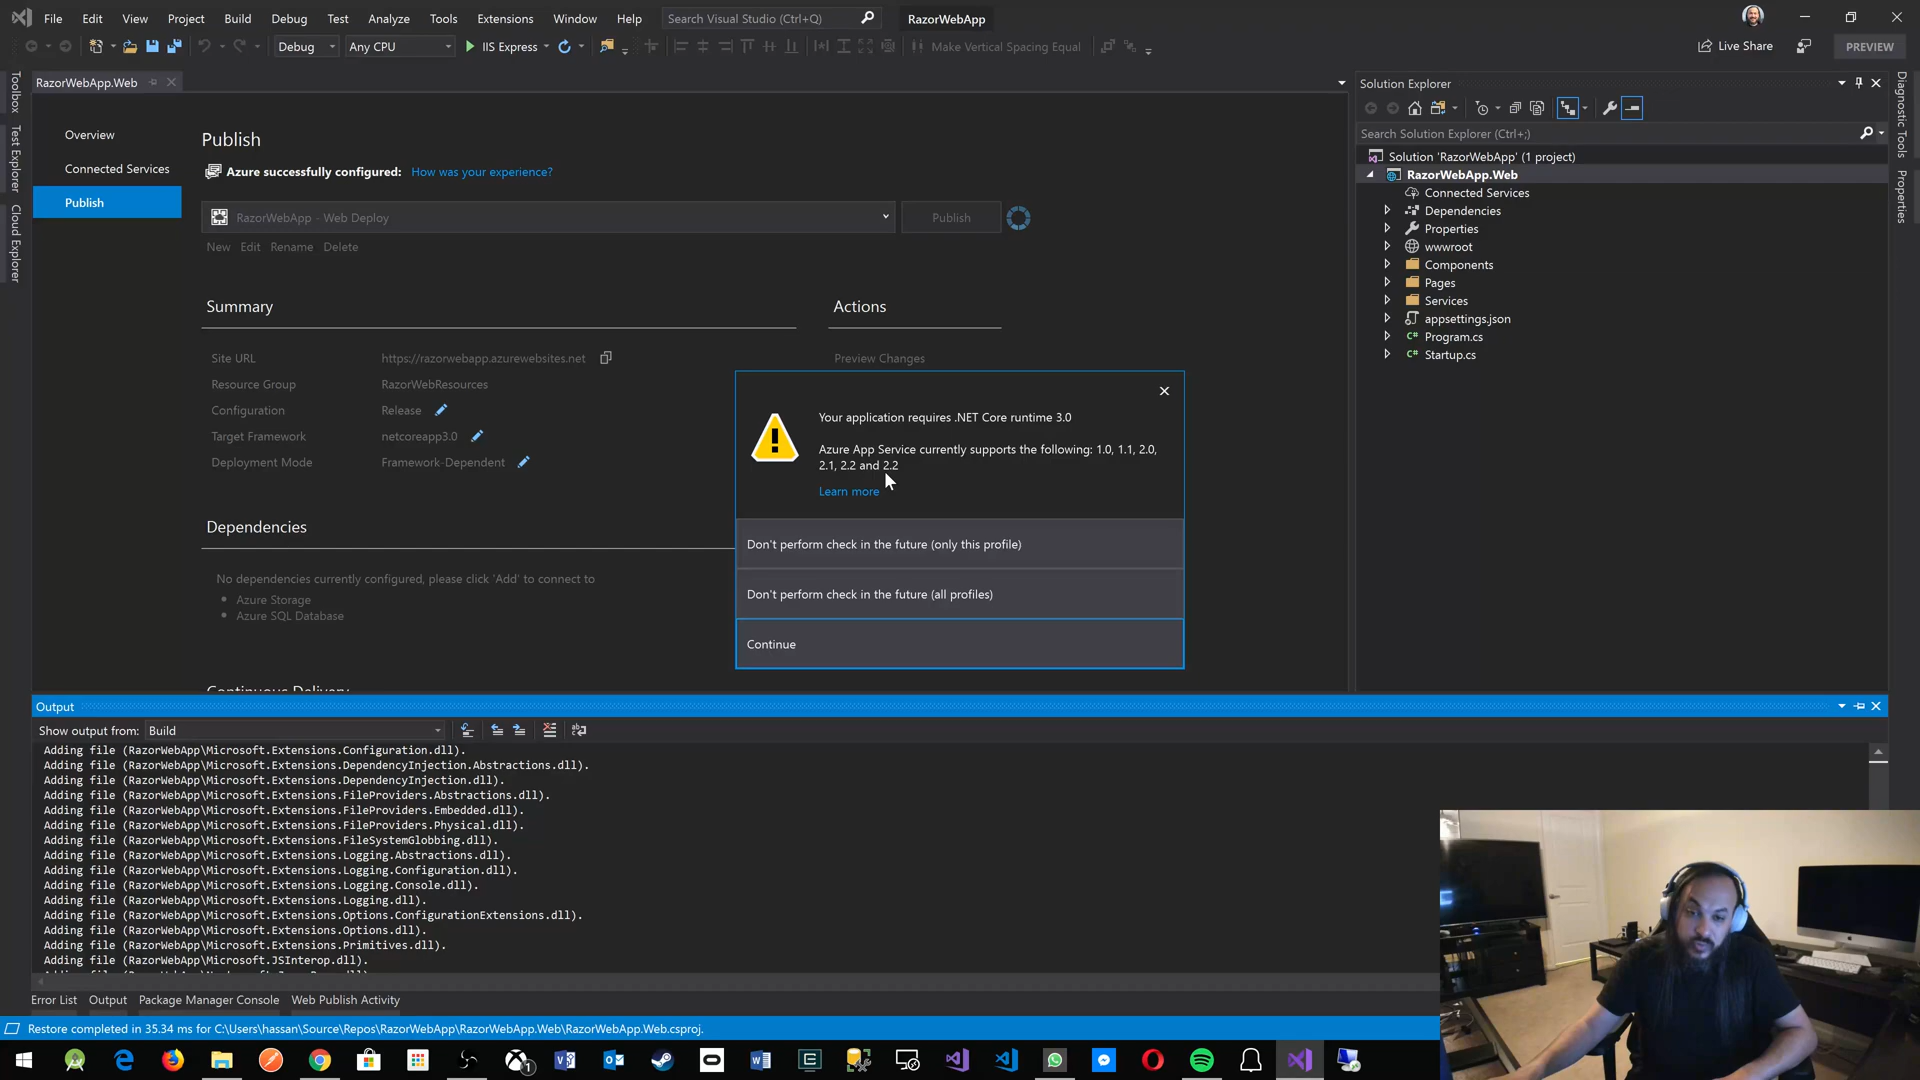 File Edit View Project Build Debug Test Analyze Tools Extensions Window Help Search Visual Studio (Ctrl+Q) RazorWebApp
Debug Any CPU IIS Express Make Vertical Spacing Equal Live Share PREVIEW
Toolbox
Test Explorer
Cloud Explorer
RazorWebApp.Web
Overview
Connected Services
Publish
Publish
Azure successfully configured: How was your experience?
RazorWebApp - Web Deploy Publish
New Edit Rename Delete
Summary
Site URL https://razorwebapp.azurewebsites.net
Resource Group RazorWebResources
Configuration Release
Target Framework netcoreapp3.0
Deployment Mode Framework-Dependent
Actions
Preview Changes
Dependencies
No dependencies currently configured, please click 'Add' to connect to
Azure Storage
Azure SQL Database
Continuous Delivery
Your application requires .NET Core runtime 3.0
Azure App Service currently supports the following: 1.0, 1.1, 2.0,
2.1, 2.2 and 2.2
Learn more
Don't perform check in the future (only this profile)
Don't perform check in the future (all profiles)
Continue
Solution Explorer
Search Solution Explorer (Ctrl+;)
Solution 'RazorWebApp' (1 project)
RazorWebApp.Web
Connected Services
Dependencies
Properties
wwwroot
Components
Pages
Services
appsettings.json
C# Program.cs
C# Startup.cs
Diagnostic Tools
Properties
Output
Show output from: Build
Adding file (RazorWebApp\Microsoft.Extensions.Configuration.dll).
Adding file (RazorWebApp\Microsoft.Extensions.DependencyInjection.Abstractions.dll).
Adding file (RazorWebApp\Microsoft.Extensions.DependencyInjection.dll).
Adding file (RazorWebApp\Microsoft.Extensions.FileProviders.Abstractions.dll).
Adding file (RazorWebApp\Microsoft.Extensions.FileProviders.Embedded.dll).
Adding file (RazorWebApp\Microsoft.Extensions.FileProviders.Physical.dll).
Adding file (RazorWebApp\Microsoft.Extensions.FileSystemGlobbing.dll).
Adding file (RazorWebApp\Microsoft.Extensions.Logging.Abstractions.dll).
Adding file (RazorWebApp\Microsoft.Extensions.Logging.Configuration.dll).
Adding file (RazorWebApp\Microsoft.Extensions.Logging.Console.dll).
Adding file (RazorWebApp\Microsoft.Extensions.Logging.dll).
Adding file (RazorWebApp\Microsoft.Extensions.Options.ConfigurationExtensions.dll).
Adding file (RazorWebApp\Microsoft.Extensions.Options.dll).
Adding file (RazorWebApp\Microsoft.Extensions.Primitives.dll).
Adding file (RazorWebApp\Microsoft.JSInterop.dll).
Error List Output Package Manager Console Web Publish Activity
Restore completed in 35.34 ms for C:\Users\hassan\Source\Repos\RazorWebApp\RazorWebApp.Web\RazorWebApp.Web.csproj.